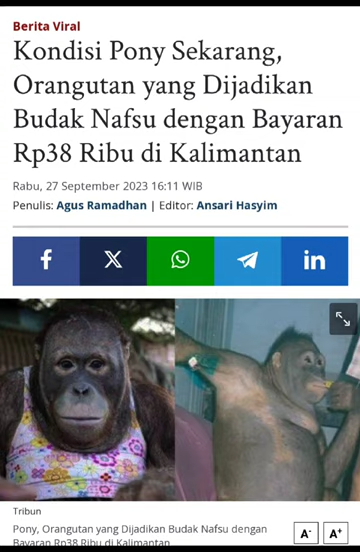 Berita Viral
Kondisi Pony Sekarang,
Orangutan yang Dijadikan
Budak Nafsu dengan Bayaran
Rp38 Ribu di Kalimantan
Rabu, 27 September 2023 16:11 WIB
Penulis: Agus Ramadhan | Editor: Ansari Hasyim
f X in
Tribun
Pony, Orangutan yang Dijadikan Budak Nafsu dengan
Bayaran Rp38 Ribu di Kalimantan
A- A+